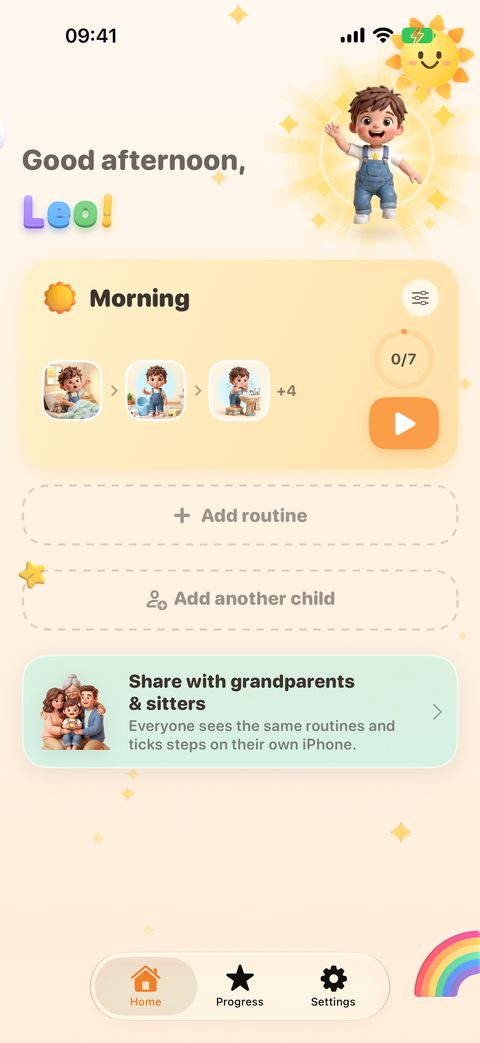 09:41
Good afternoon,
Leo!
Morning
0/7
+4
Add routine
Add another child
Share with grandparents
& sitters
Everyone sees the same routines and
ticks steps on their own iPhone.
Home
Progress
Settings